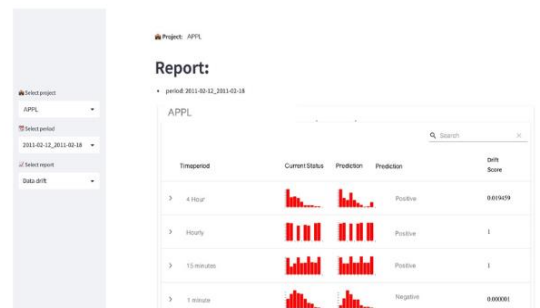 Project: APPL
Report:
period: 2011-02-12_2011-02-18
Select project
APPL
Select period
2011-02-12_2011-02-18
Select report
Data drift
APPL
Search
Timeperiod Current Status Prediction Prediction Drift Score
4 Hour Positive 0.019459
Hourly Positive 1
15 minutes Positive 1
1 minute Negative 0.000001